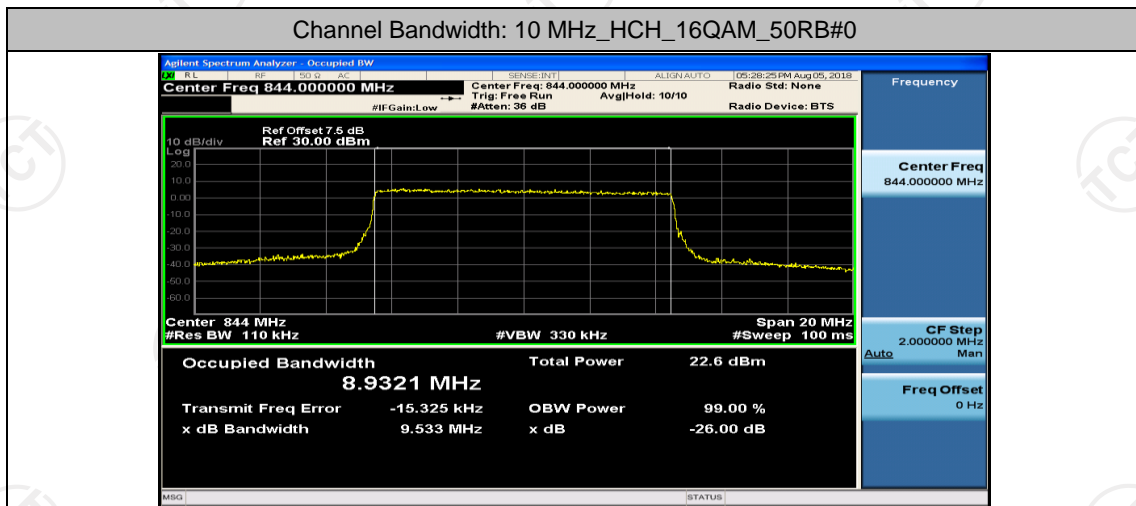 Channel Bandwidth: 10 MHz_HCH_16QAM_50RB#0
Agilent Spectrum Analyzer - Occupied BW
LXI RL RF 50 Ω AC SENSE:INT ALIGN AUTO 05:28:25 PM Aug 05, 2018
Center Freq 844.000000 MHz Center Freq: 844.000000 MHz Radio Std: None
Trig: Free Run Avg|Hold: 10/10
#IFGain:Low #Atten: 36 dB Radio Device: BTS
Frequency
Ref Offset 7.5 dB
10 dB/div Ref 30.00 dBm
Log
20.0
10.0
0.00
-10.0
-20.0
-30.0
-40.0
-50.0
-60.0
Center 844 MHz Span 20 MHz
#Res BW 110 kHz #VBW 330 kHz #Sweep 100 ms
Occupied Bandwidth Total Power 22.6 dBm
8.9321 MHz
Transmit Freq Error -15.325 kHz OBW Power 99.00 %
x dB Bandwidth 9.533 MHz x dB -26.00 dB
Center Freq
844.000000 MHz
CF Step
2.000000 MHz
Auto Man
Freq Offset
0 Hz
MSG STATUS
TCT
TCT